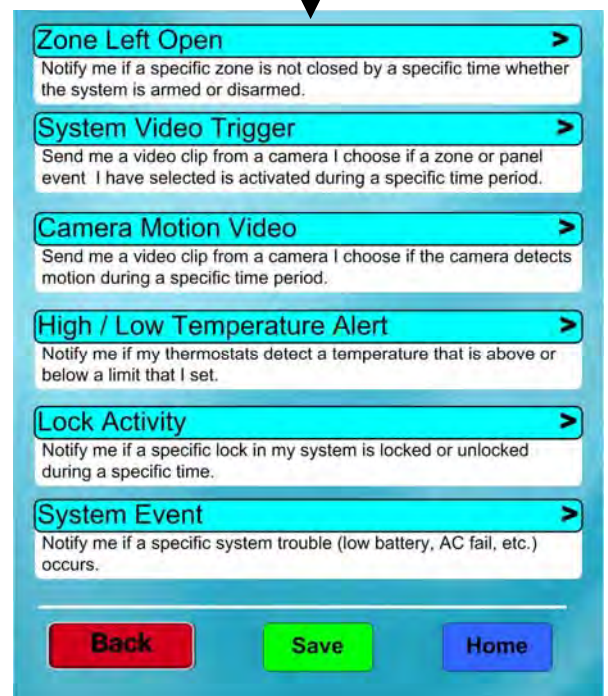 Zone Left Open >
Notify me if a specific zone is not closed by a specific time whether
the system is armed or disarmed.
System Video Trigger >
Send me a video clip from a camera I choose if a zone or panel
event I have selected is activated during a specific time period.
Camera Motion Video >
Send me a video clip from a camera I choose if the camera detects
motion during a specific time period.
High / Low Temperature Alert >
Notify me if my thermostats detect a temperature that is above or
below a limit that I set.
Lock Activity >
Notify me if a specific lock in my system is locked or unlocked
during a specific time.
System Event >
Notify me if a specific system trouble (low battery, AC fail, etc.)
occurs.
Back Save Home